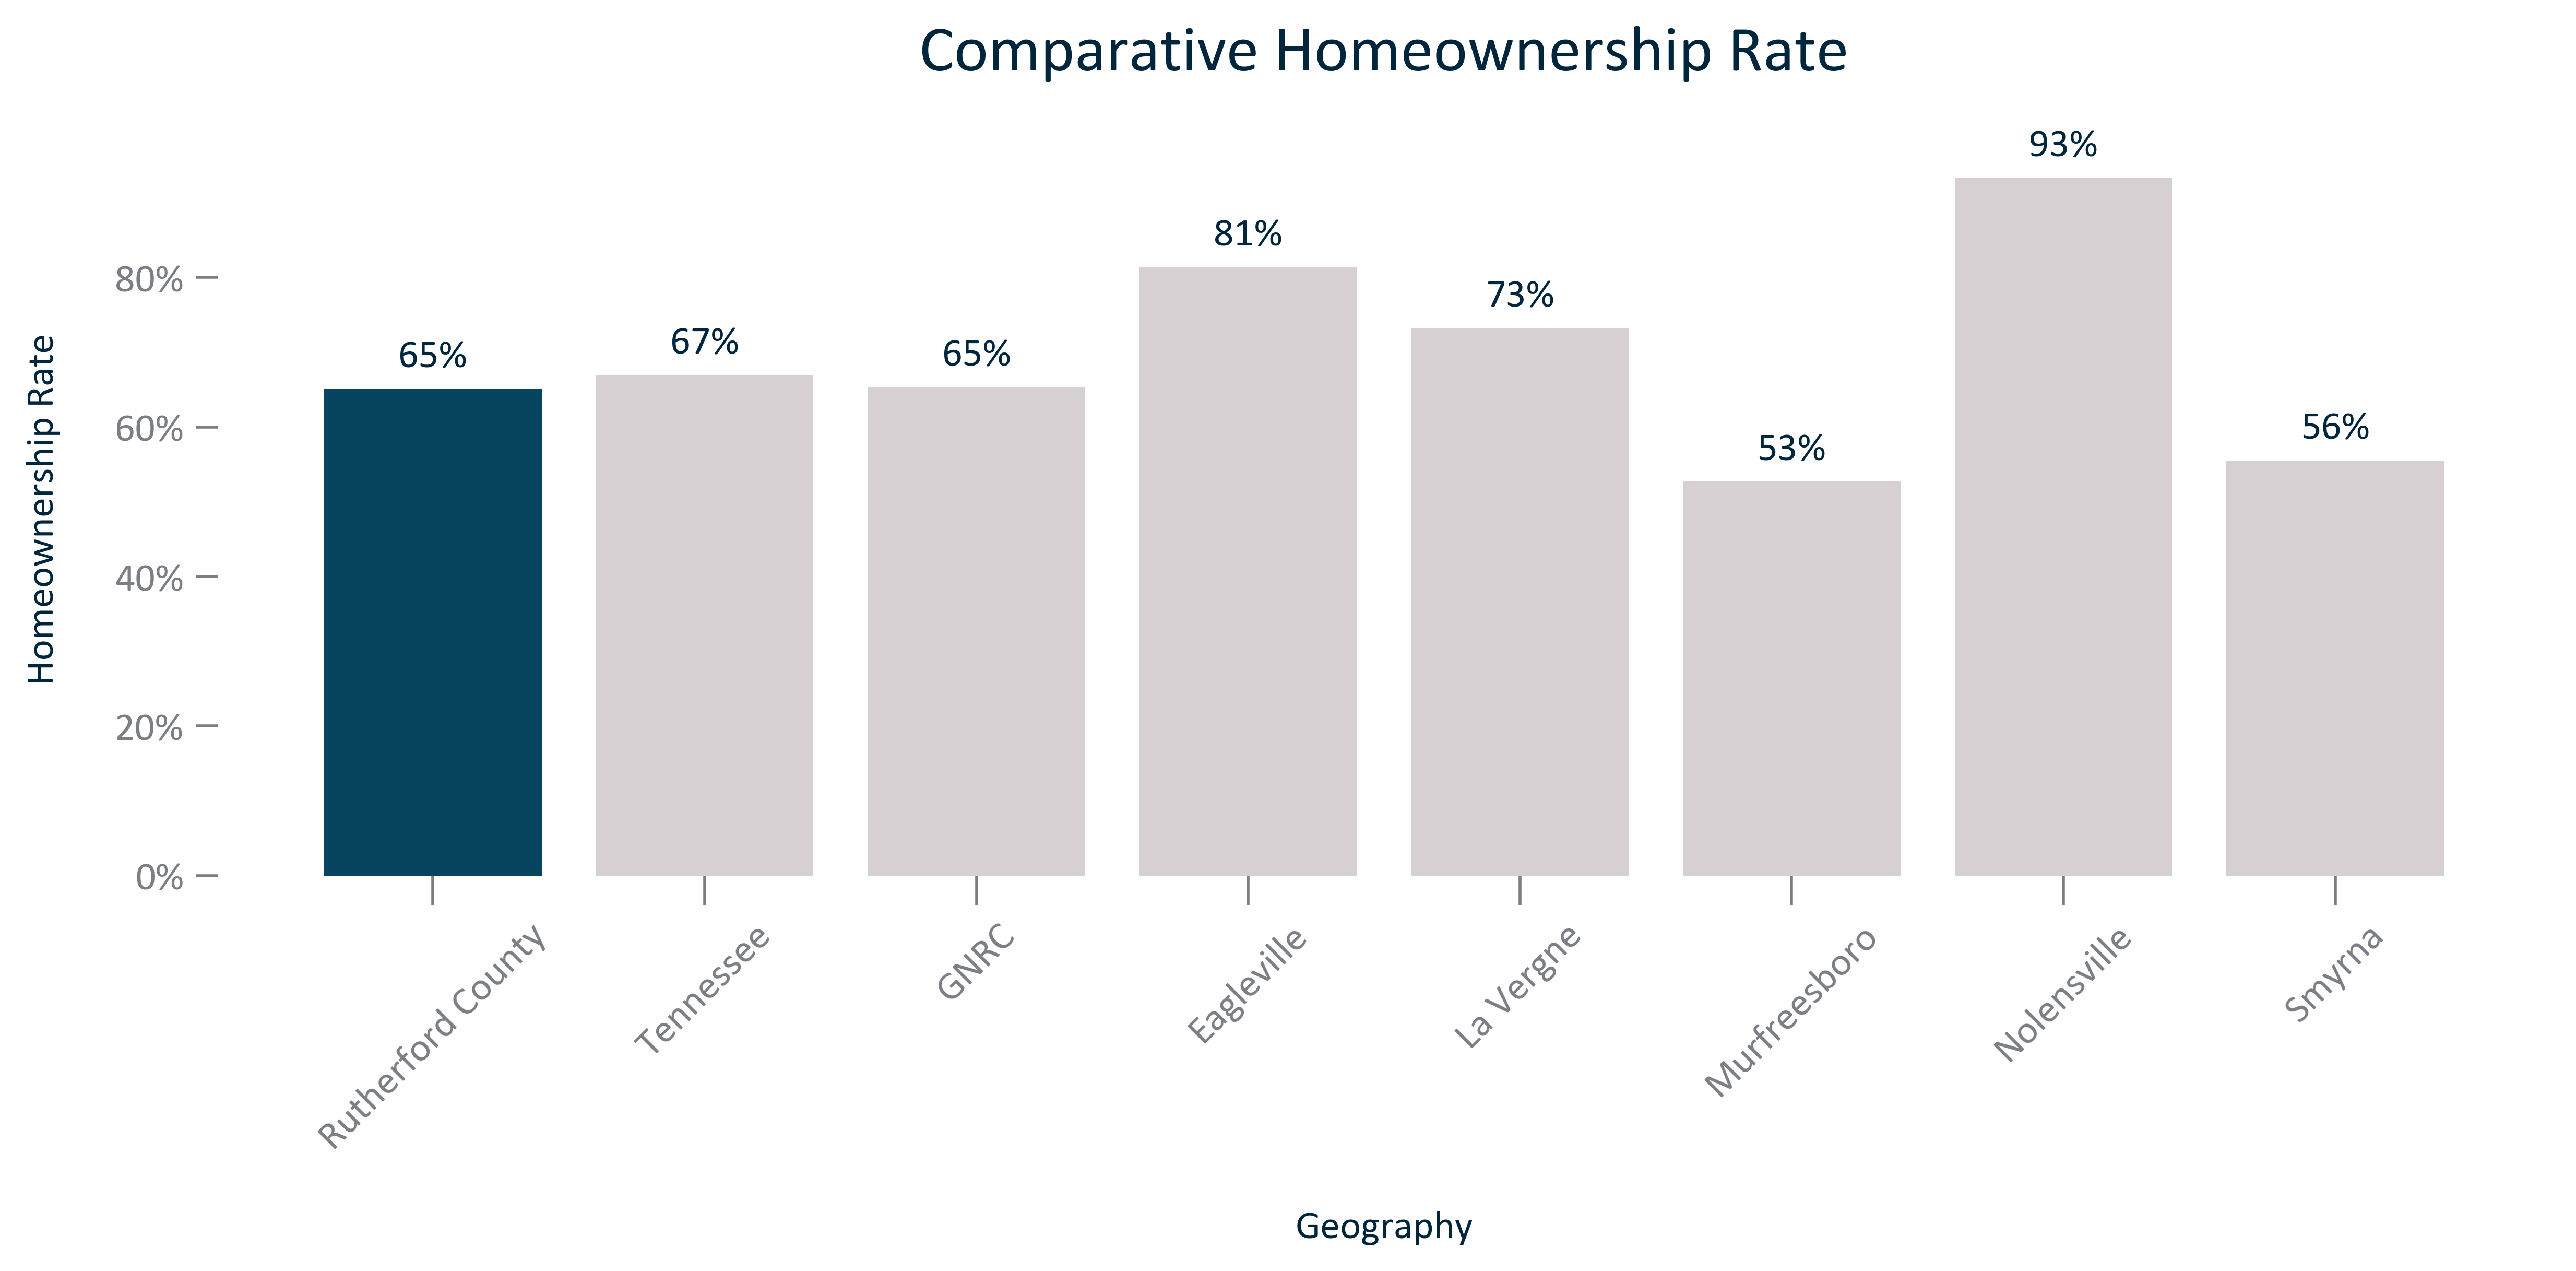 Comparative Homeownership Rate
Homeownership Rate
80%
60%
40%
20%
0%
65%
67%
65%
81%
73%
53%
93%
56%
Rutherford County
Tennessee
GNRC
Eagleville
La Vergne
Murfreesboro
Nolensville
Smyrna
Geography